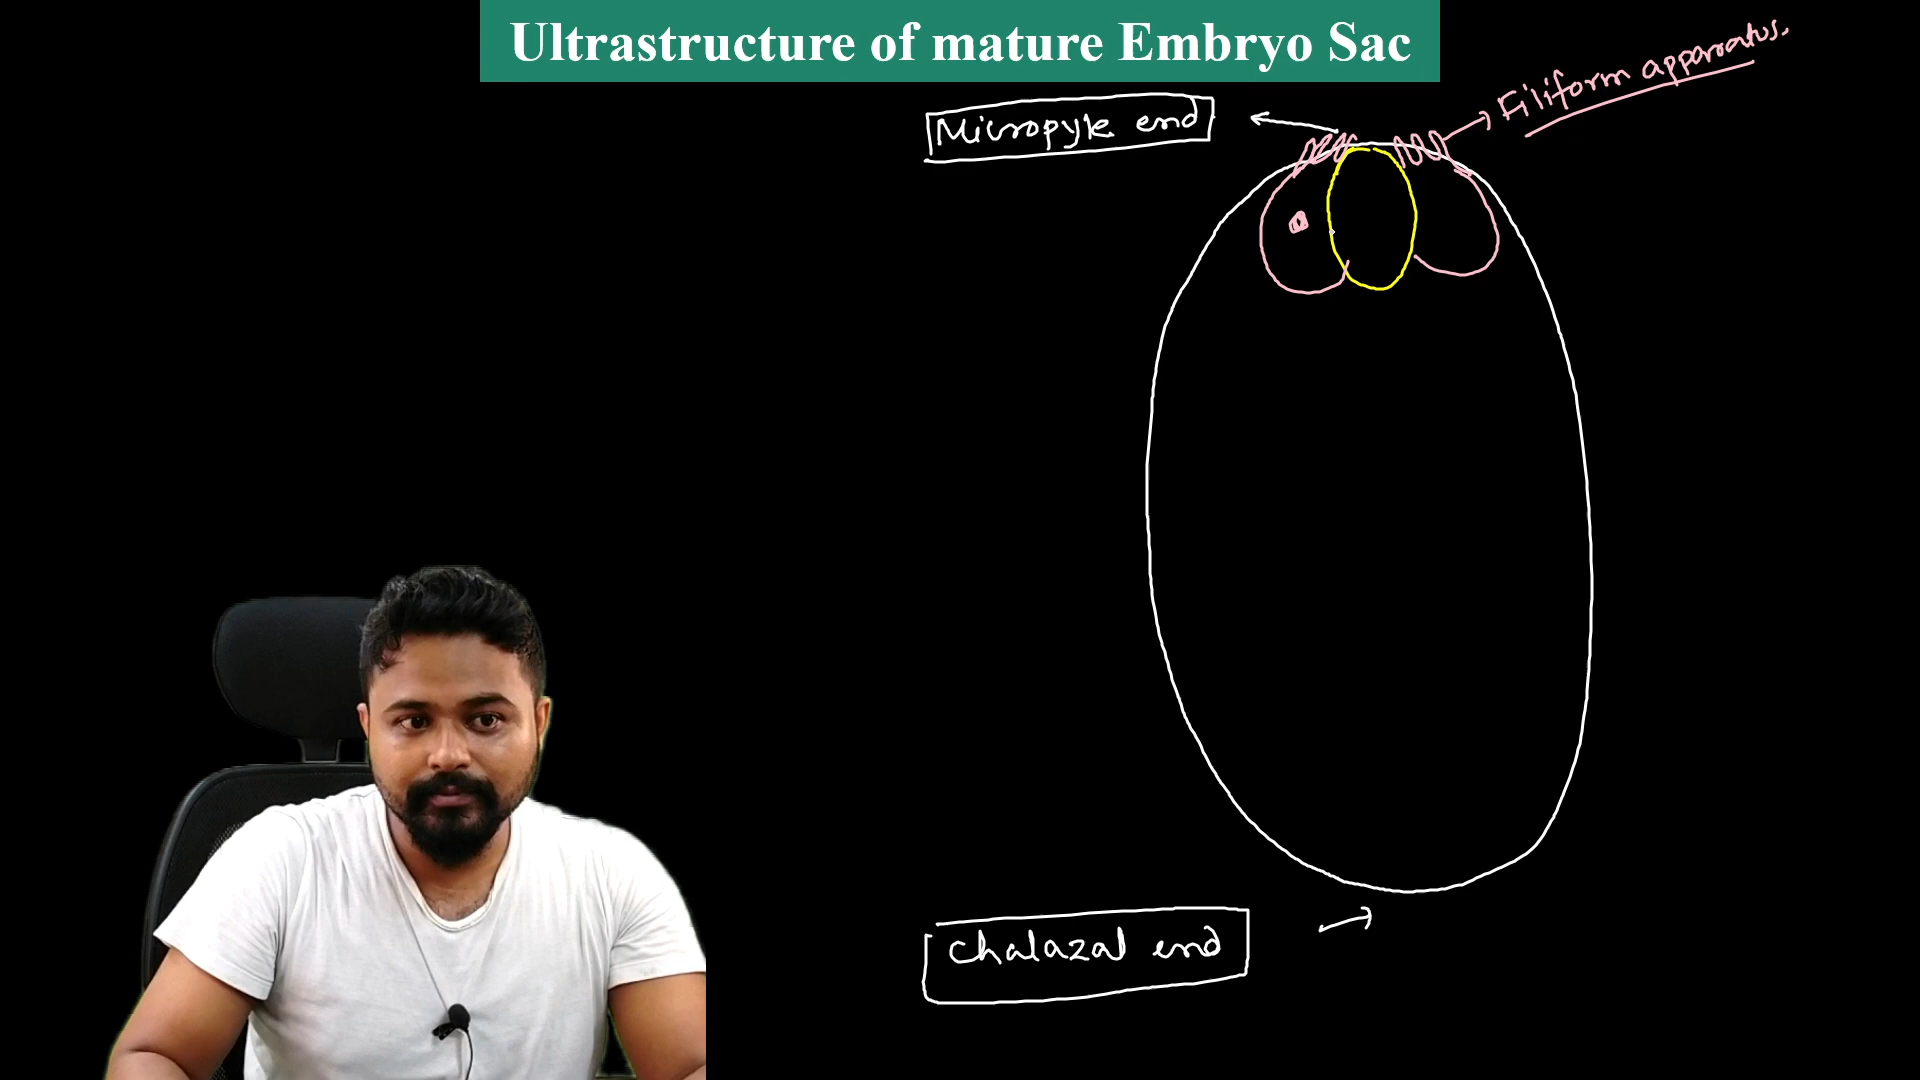 Ultrastructure of mature Embryo Sac
Filiform apparatus.
Micropyle end
Chalazal end